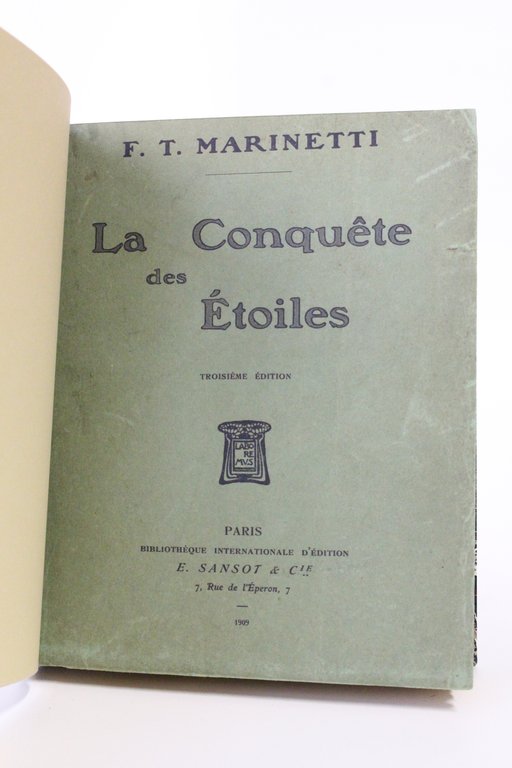 F. T. MARINETTI
La Conquête
des
Étoiles
TROISIÈME ÉDITION
LABO
RE
MVS
PARIS
BIBLIOTHÈQUE INTERNATIONALE D'ÉDITION
E. SANSOT & CIE
7, Rue de l'Éperon, 7
1909